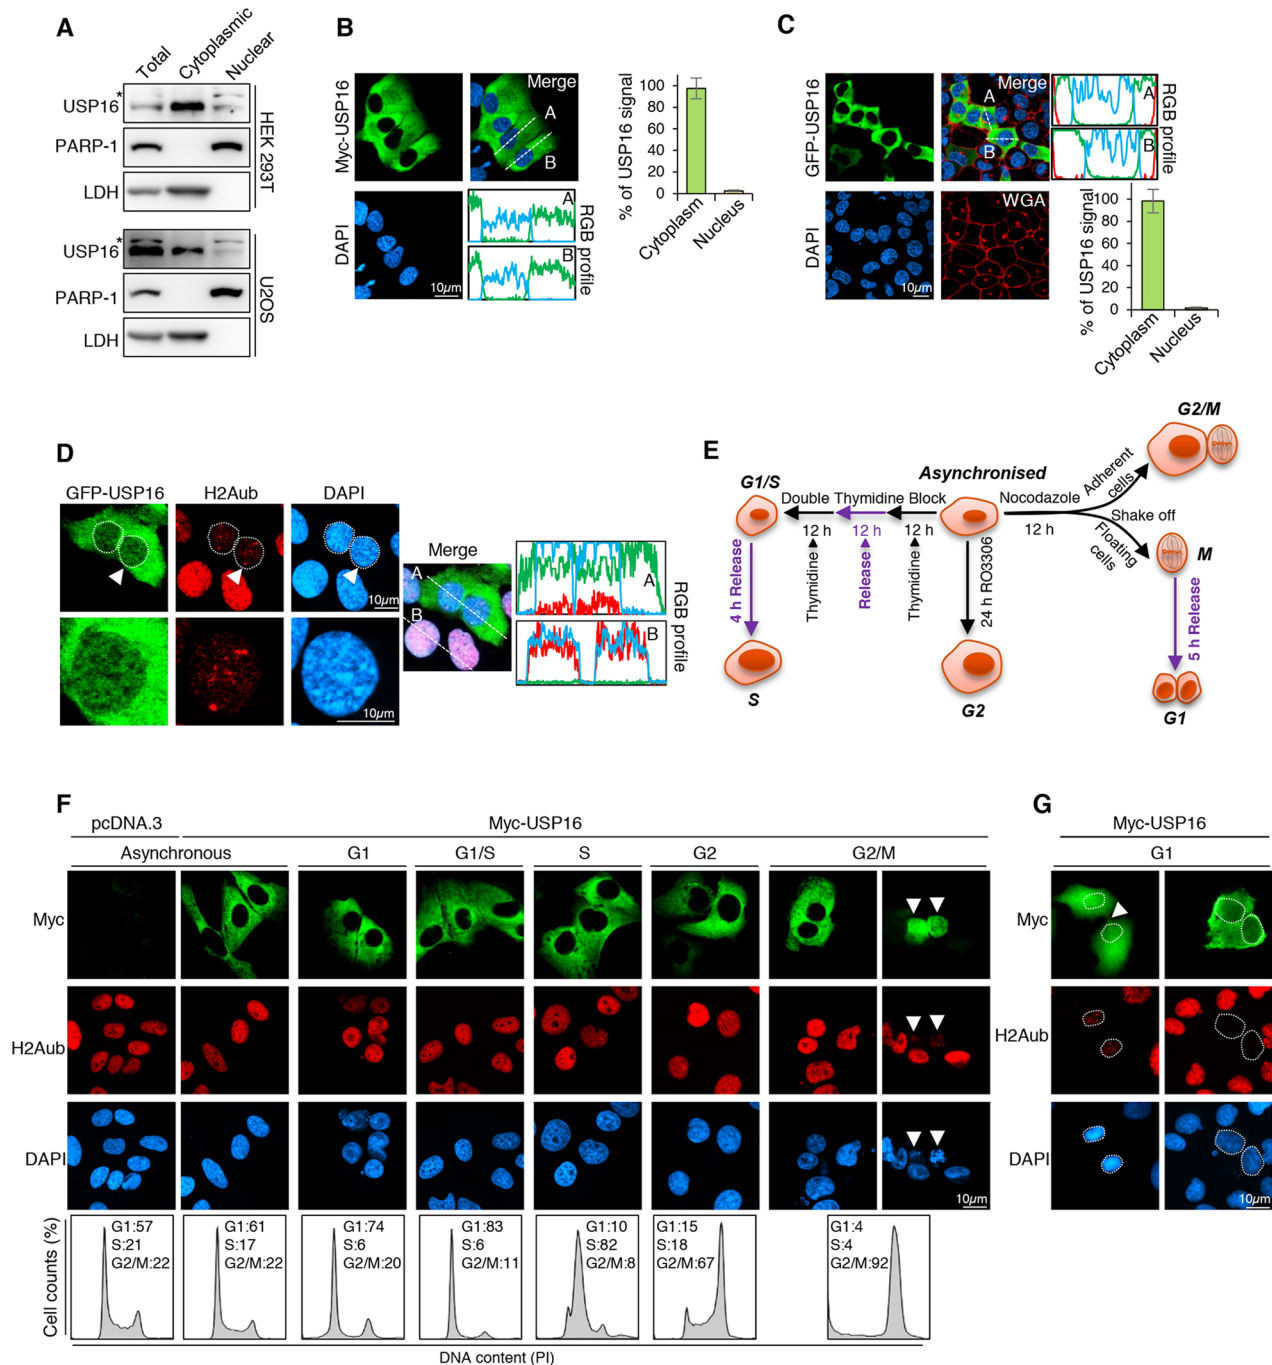 A
Total
Cytoplasmic
Nuclear
*
USP16
PARP-1
LDH
HEK 293T
*
USP16
PARP-1
LDH
U2OS
B
Myc-USP16
Merge
A
B
DAPI
10µm
A
B
RGB profile
% of USP16 signal
100
80
60
40
20
0
Cytoplasm
Nucleus
C
GFP-USP16
Merge
A
B
A
B
RGB profile
DAPI
10µm
WGA
% of USP16 signal
100
80
60
40
20
0
Cytoplasm
Nucleus
D
GFP-USP16
H2Aub
DAPI
10µm
10µm
Merge
A
B
A
B
RGB profile
E
G2/M
Asynchronised
G1/S
Double Thymidine Block
12 h
12 h
12 h
Thymidine
Release
Thymidine
Nocodazole
12 h
Adherent cells
Shake off
Floating cells
M
4 h Release
24 h RO3306
5 h Release
S
G2
G1
F
pcDNA.3
Myc-USP16
Asynchronous
G1
G1/S
S
G2
G2/M
Myc
H2Aub
DAPI
10µm
Cell counts (%)
G1:57
S:21
G2/M:22
G1:61
S:17
G2/M:22
G1:74
S:6
G2/M:20
G1:83
S:6
G2/M:11
G1:10
S:82
G2/M:8
G1:15
S:18
G2/M:67
G1:4
S:4
G2/M:92
DNA content (PI)
G
Myc-USP16
G1
Myc
H2Aub
DAPI
10µm